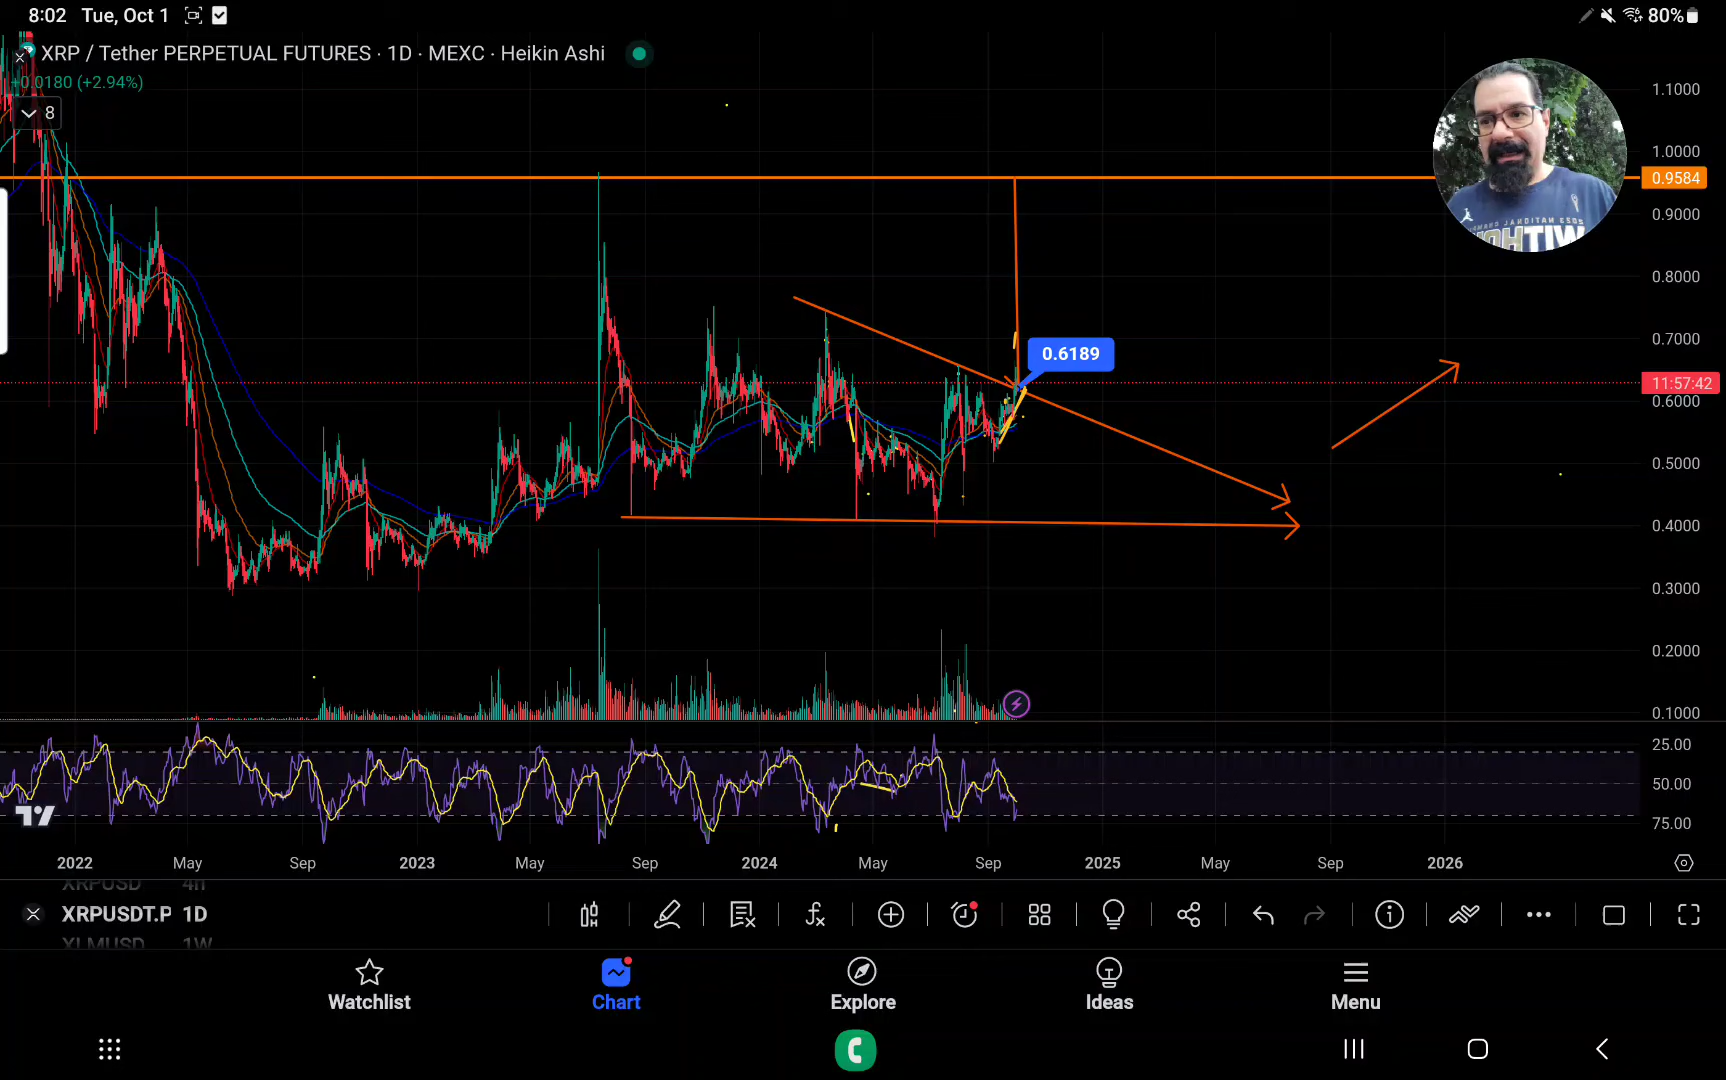 8:02 Tue, Oct 1 80%
XRP / Tether PERPETUAL FUTURES · 1D · MEXC · Heikin Ashi
+0.0180 (+2.94%)
8
1.1000
1.0000
0.9584
0.9000
0.8000
0.7000
0.6189
11:57:42
0.6000
0.5000
0.4000
0.3000
0.2000
0.1000
25.00
50.00
75.00
2022 May Sep 2023 May Sep 2024 May Sep 2025 May Sep 2026
XRPUSD 4h
XRPUSDT.P 1D
XLMUSD 1W
Watchlist Chart Explore Ideas Menu